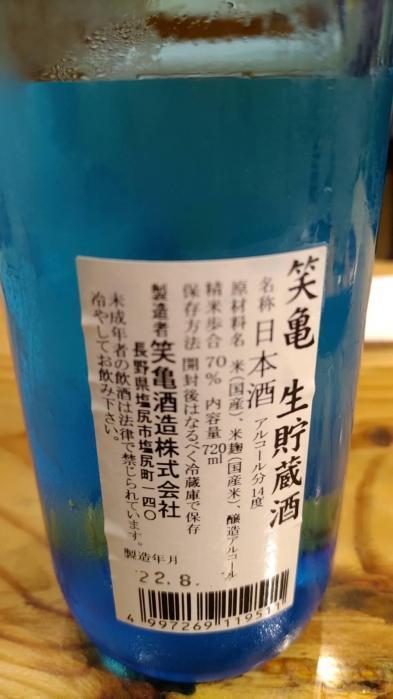 笑亀 生貯蔵酒
名称 日本酒 アルコール分14度
原材料名 米(国産)、米麹(国産米)、醸造アルコール
精米歩合 70% 内容量 720ml
保存方法 開封後はなるべく冷蔵庫で保存
製造者 笑亀酒造株式会社
長野県塩尻市塩尻町一四〇
未成年者の飲酒は法律で禁じられています。
冷やしてお飲み下さい。
製造年月
22.8.
4 997269 119511